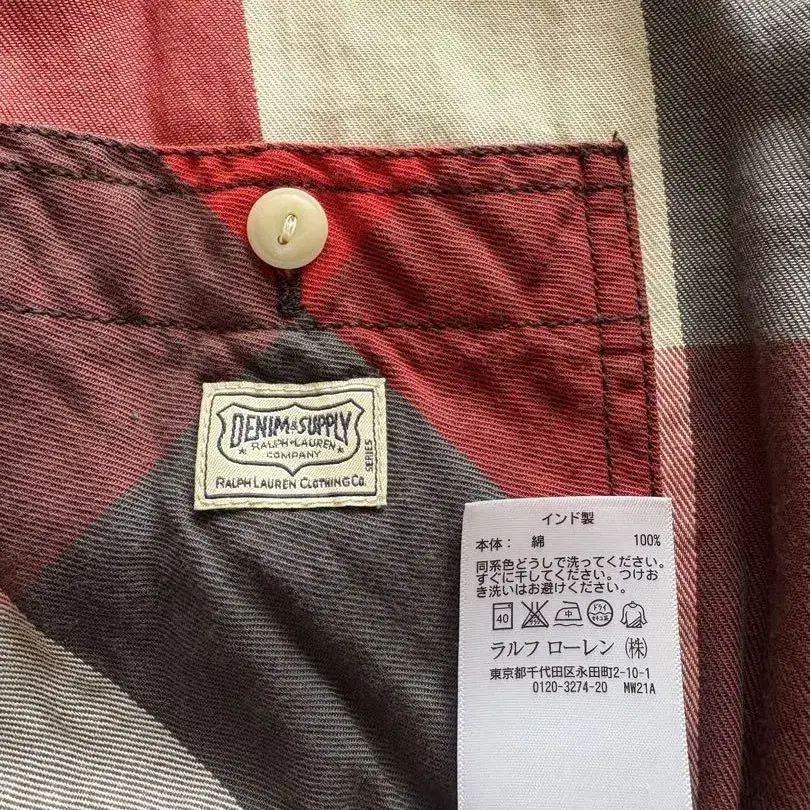 DENIM & SUPPLY
RALPH LAUREN
COMPANY
SERIES
RALPH LAUREN CLOTHING CO.
インド製
本体： 綿 100%
同系色どうしで洗ってください。
すぐに干してください。つけお
き洗いはお避けください。
40 中 ドライ
ラルフ ローレン ㈱
東京都千代田区永田町2-10-1
0120-3274-20 MW21A